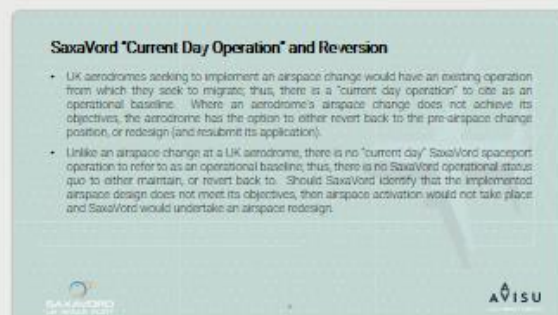 SaxaVord "Current Day Operation" and Reversion
• UK aerodromes seeking to implement an airspace change would have an existing operation
from which they seek to migrate; thus, there is a "current day operation" to cite as an
operational baseline. Where an aerodrome's airspace change does not achieve its
objectives, the aerodrome has the option to either revert back to the pre-airspace change
position, or redesign (and resubmit its application).
• Unlike an airspace change at a UK aerodrome, there is no "current day" SaxaVord spaceport
operation to refer to as an operational baseline; thus, there is no SaxaVord operational status
quo to either maintain, or revert back to. Should SaxaVord identify that the implemented
airspace design does not meet its objectives, then airspace activation would not take place
and SaxaVord would undertake an airspace redesign.
SAXAVORD
AVISU